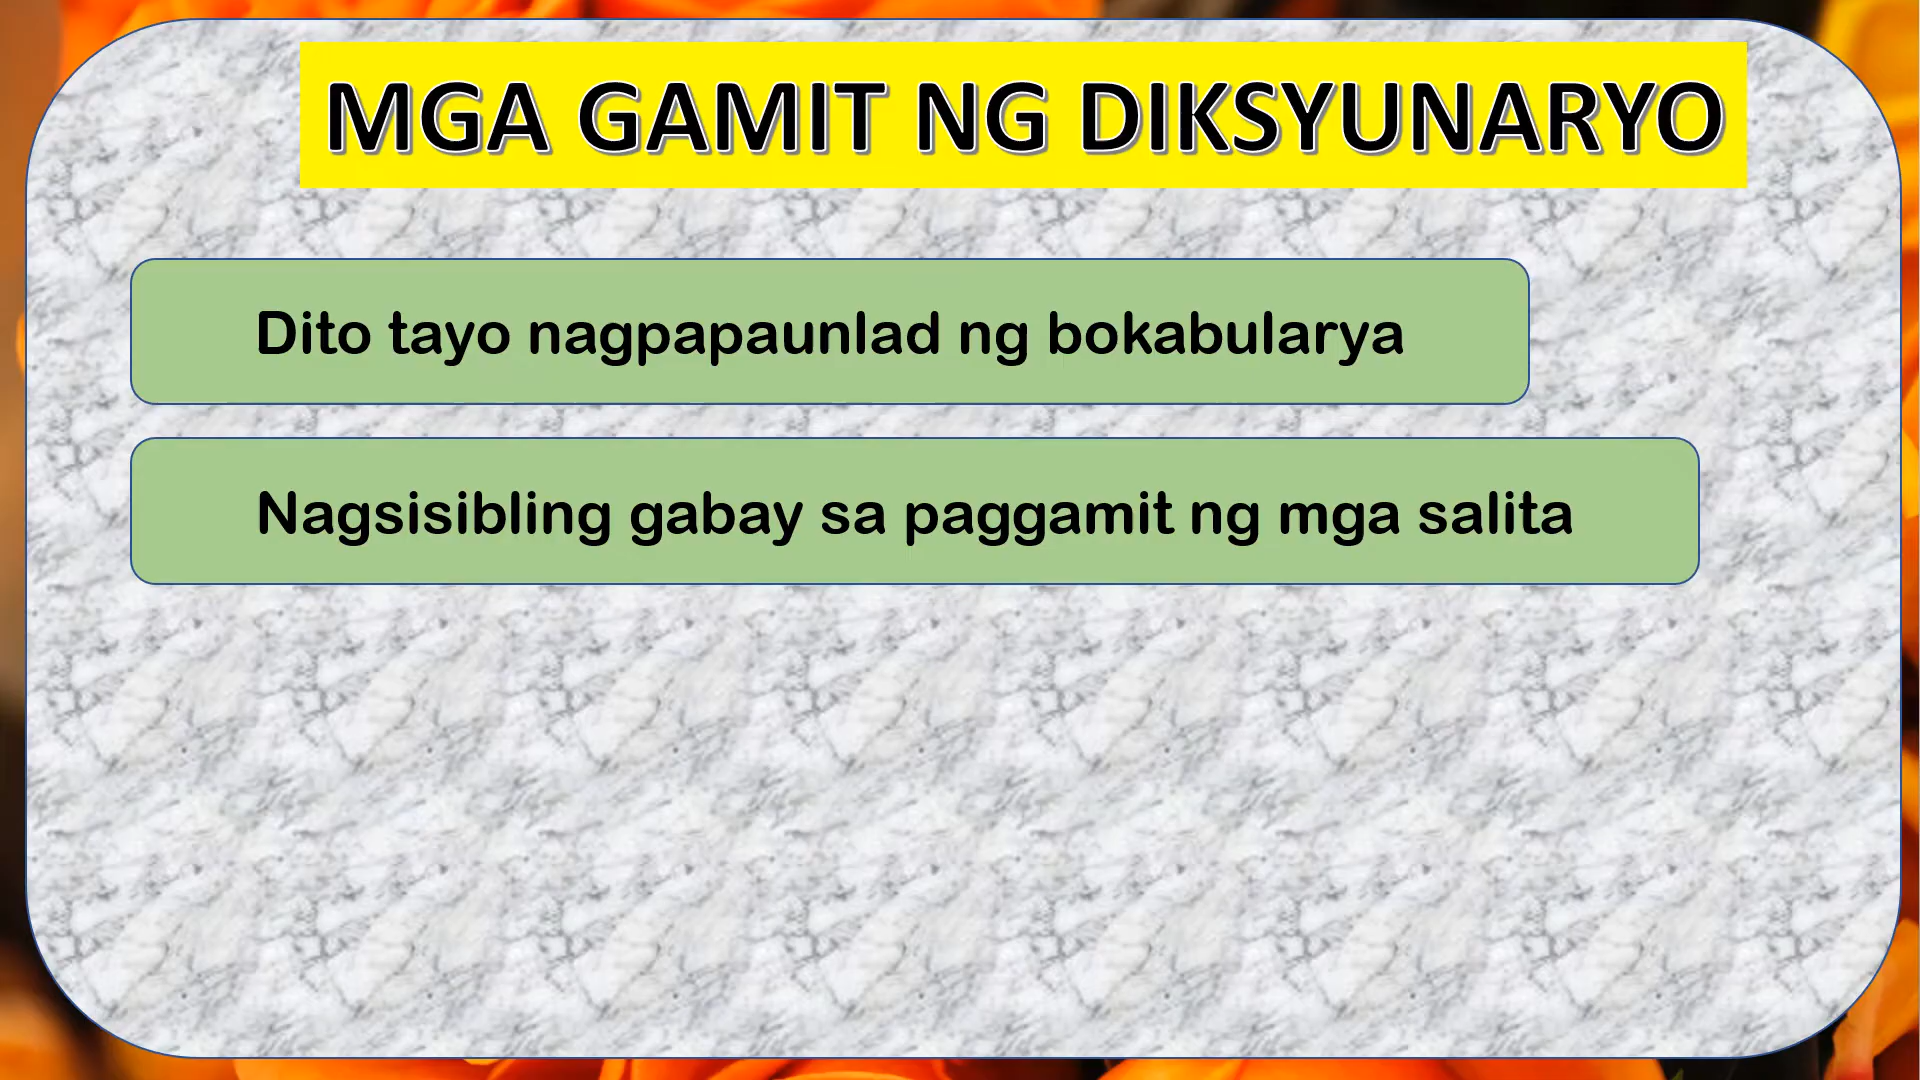 MGA GAMIT NG DIKSYUNARYO
Dito tayo nagpapaunlad ng bokabularya
Nagsisibling gabay sa paggamit ng mga salita